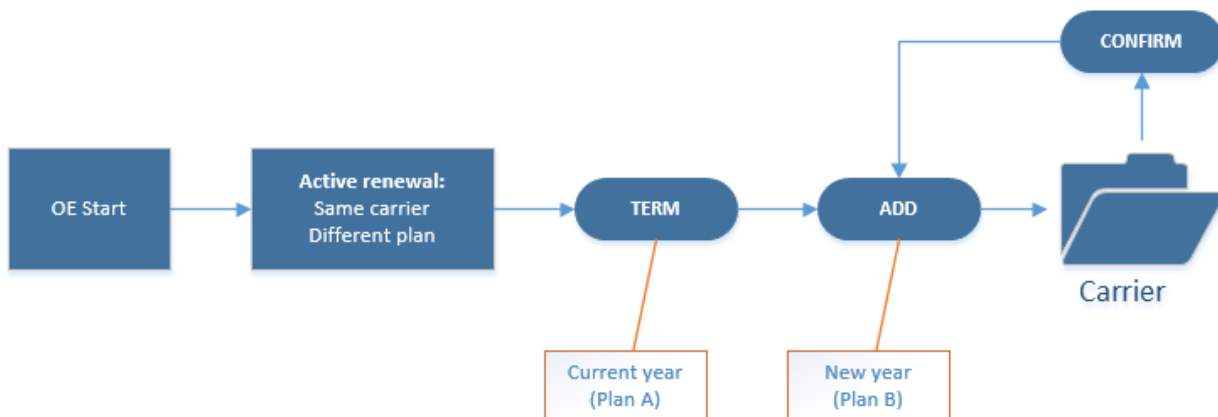 CONFIRM
OE Start
Active renewal:
Same carrier
Different plan
TERM
ADD
Carrier
Current year
(Plan A)
New year
(Plan B)